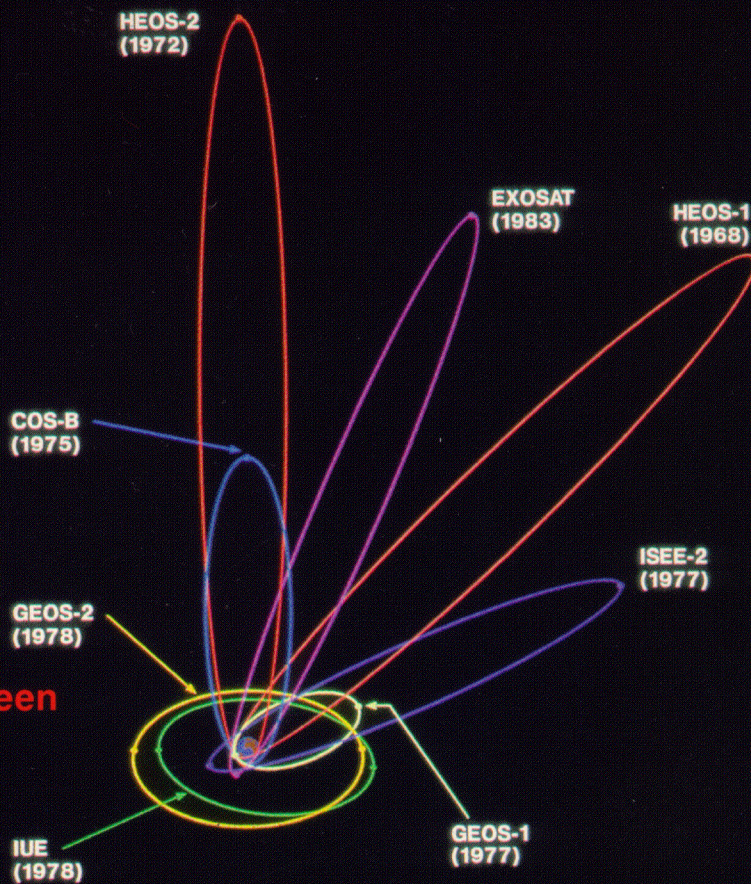 HEOS-2
(1972)
EXOSAT
(1983)
HEOS-1
(1968)
COS-B
(1975)
ISEE-2
(1977)
GEOS-2
(1978)
een
GEOS-1
(1977)
IUE
(1978)